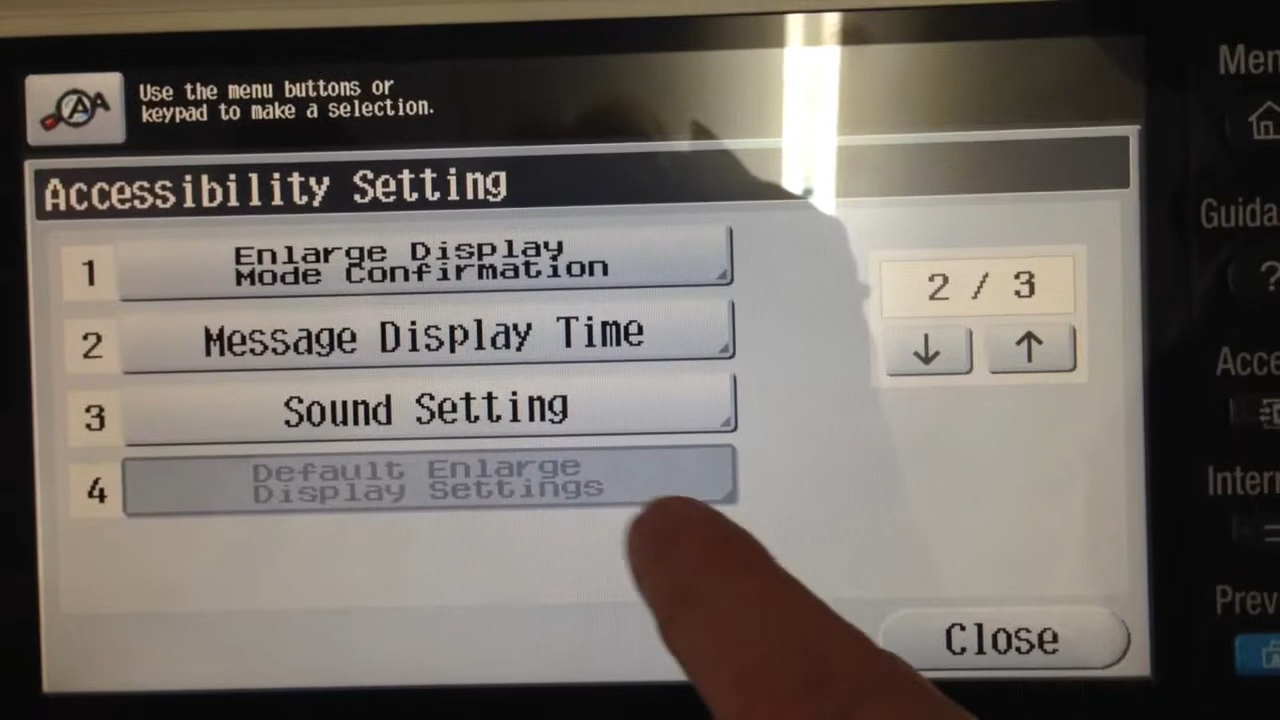 Use the menu buttons or
keypad to make a selection.
Accessibility Setting
1
Enlarge Display
Mode Confirmation
2
Message Display Time
3
Sound Setting
4
Default Enlarge
Display Settings
2 / 3
↓ ↑
Close
Men
Guida
?
Acce
Inter
Prev